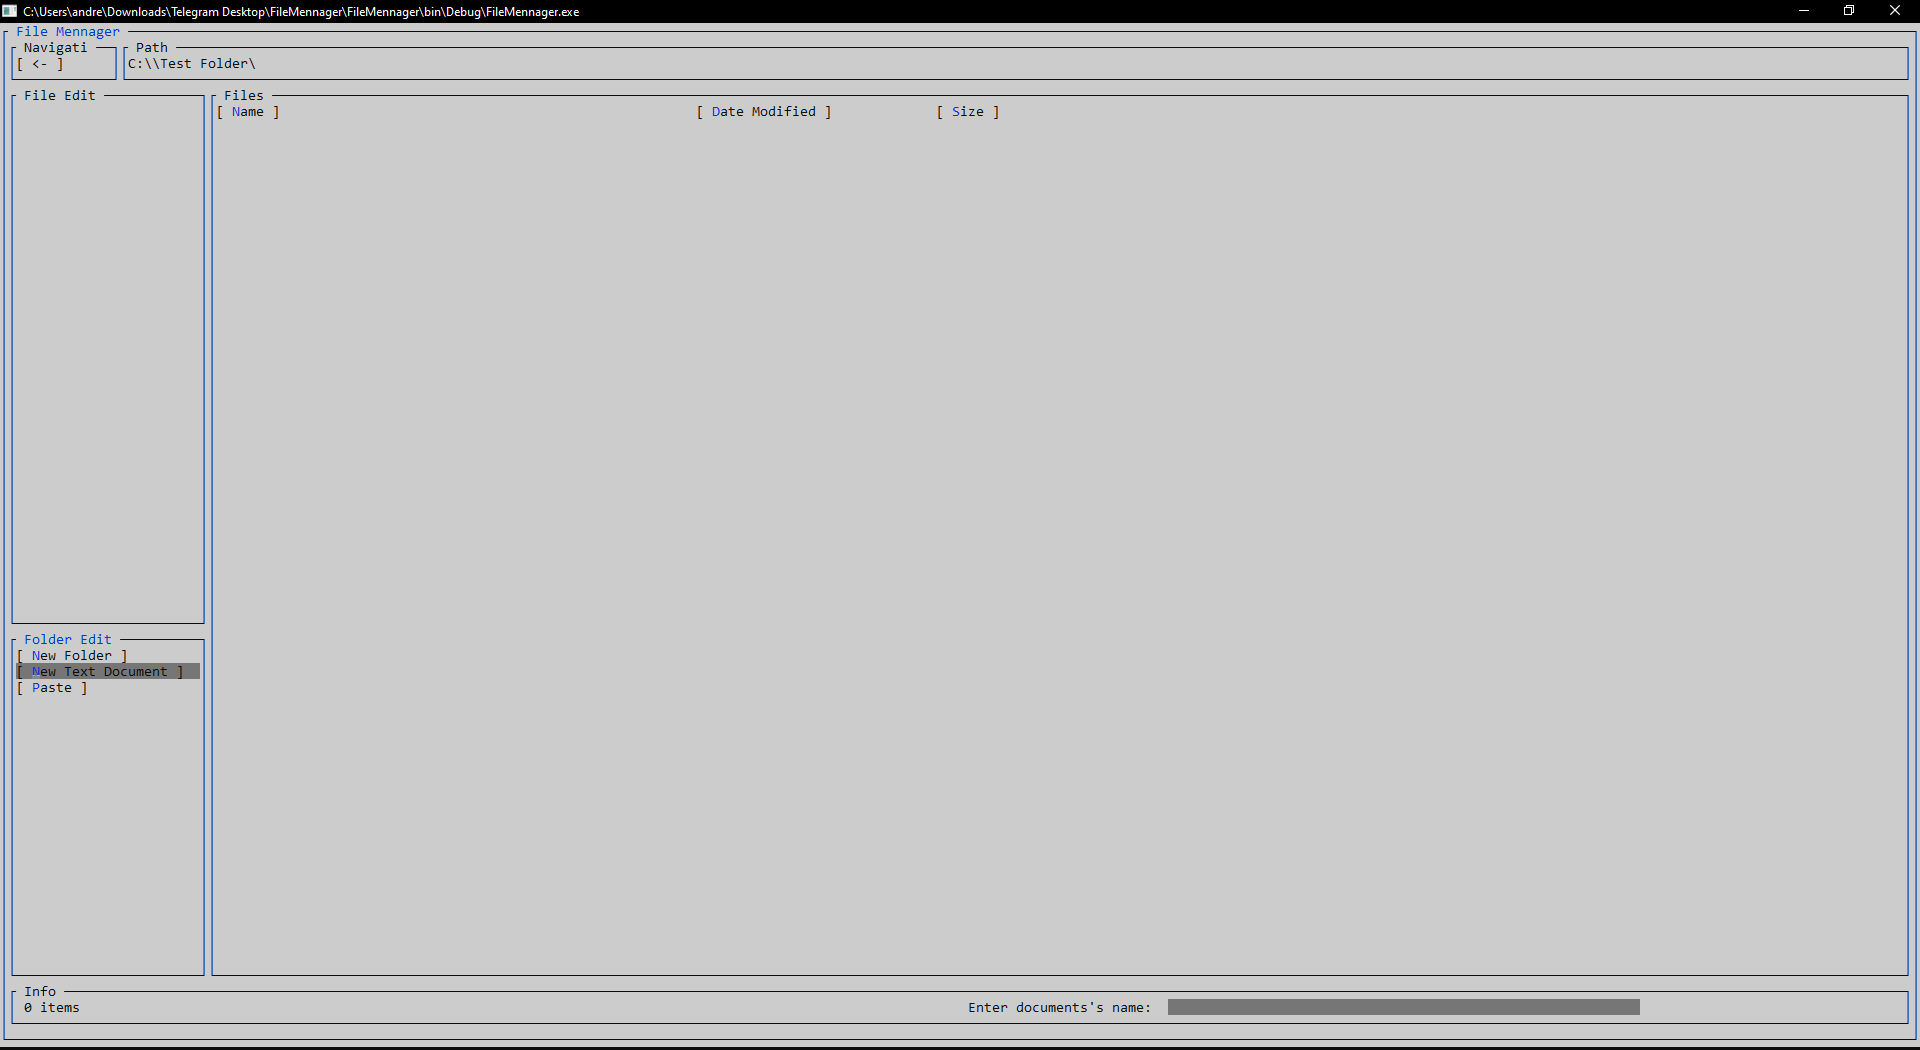 C:\Users\andre\Downloads\Telegram Desktop\FileMennager\FileMennager\bin\Debug\FileMennager.exe
File Mennager
Navigati
Path
[ <- ]
C:\\Test Folder\
File Edit
Files
[ Name ] [ Date Modified ] [ Size ]
Folder Edit
[ New Folder ]
[ New Text Document ]
[ Paste ]
Info
0 items
Enter documents's name: